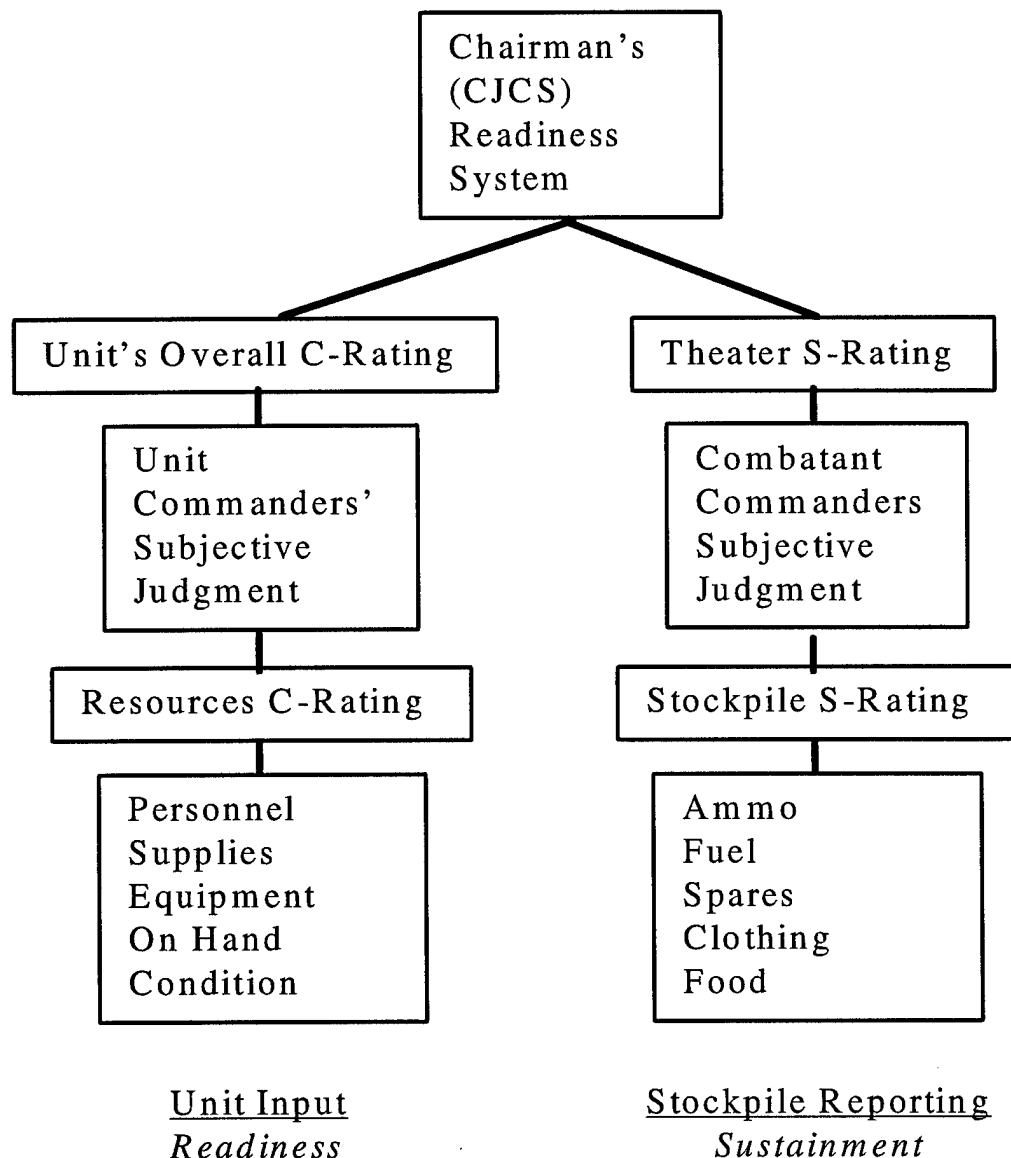 Chairman's
(CJCS)
Readiness
System
Unit's Overall C-Rating
Unit
Commanders'
Subjective
Judgment
Resources C-Rating
Personnel
Supplies
Equipment
On Hand
Condition
Unit Input
Readiness
Theater S-Rating
Combatant
Commanders
Subjective
Judgment
Stockpile S-Rating
Ammo
Fuel
Spares
Clothing
Food
Stockpile Reporting
Sustainment